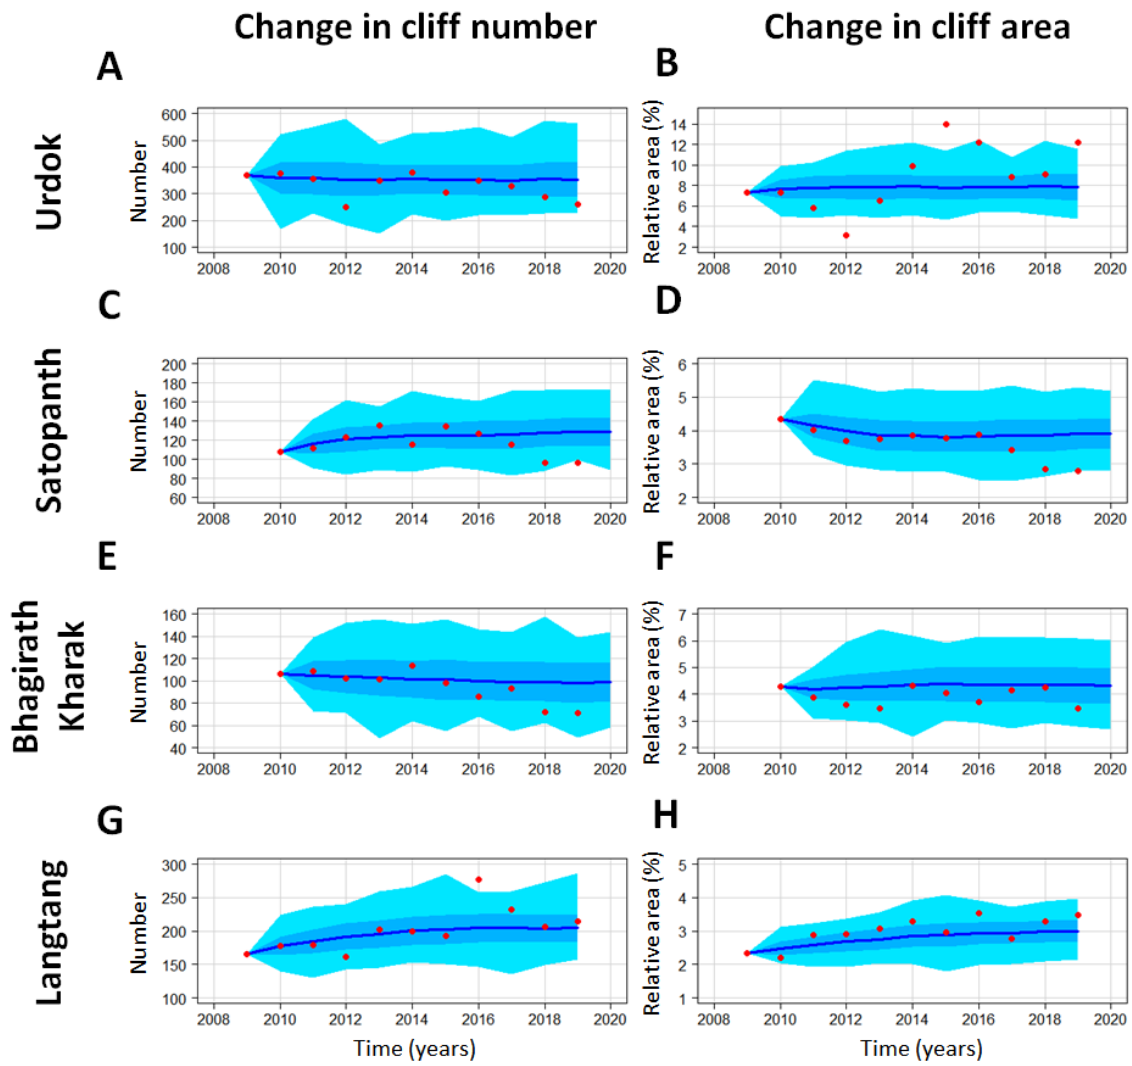 Change in cliff number
Change in cliff area
A
B
Urdok
Number
600
500
400
300
200
100
2008 2010 2012 2014 2016 2018 2020
Relative area (%)
14
12
10
8
6
4
2
2008 2010 2012 2014 2016 2018 2020
C
D
Satopanth
Number
200
180
160
140
120
100
80
60
2008 2010 2012 2014 2016 2018 2020
Relative area (%)
6
5
4
3
2
2008 2010 2012 2014 2016 2018 2020
E
F
Bhagirath
Kharak
Number
160
140
120
100
80
60
40
2008 2010 2012 2014 2016 2018 2020
Relative area (%)
7
6
5
4
3
2
2008 2010 2012 2014 2016 2018 2020
G
H
Langtang
Number
300
250
200
150
100
2008 2010 2012 2014 2016 2018 2020
Time (years)
Relative area (%)
5
4
3
2
1
2008 2010 2012 2014 2016 2018 2020
Time (years)